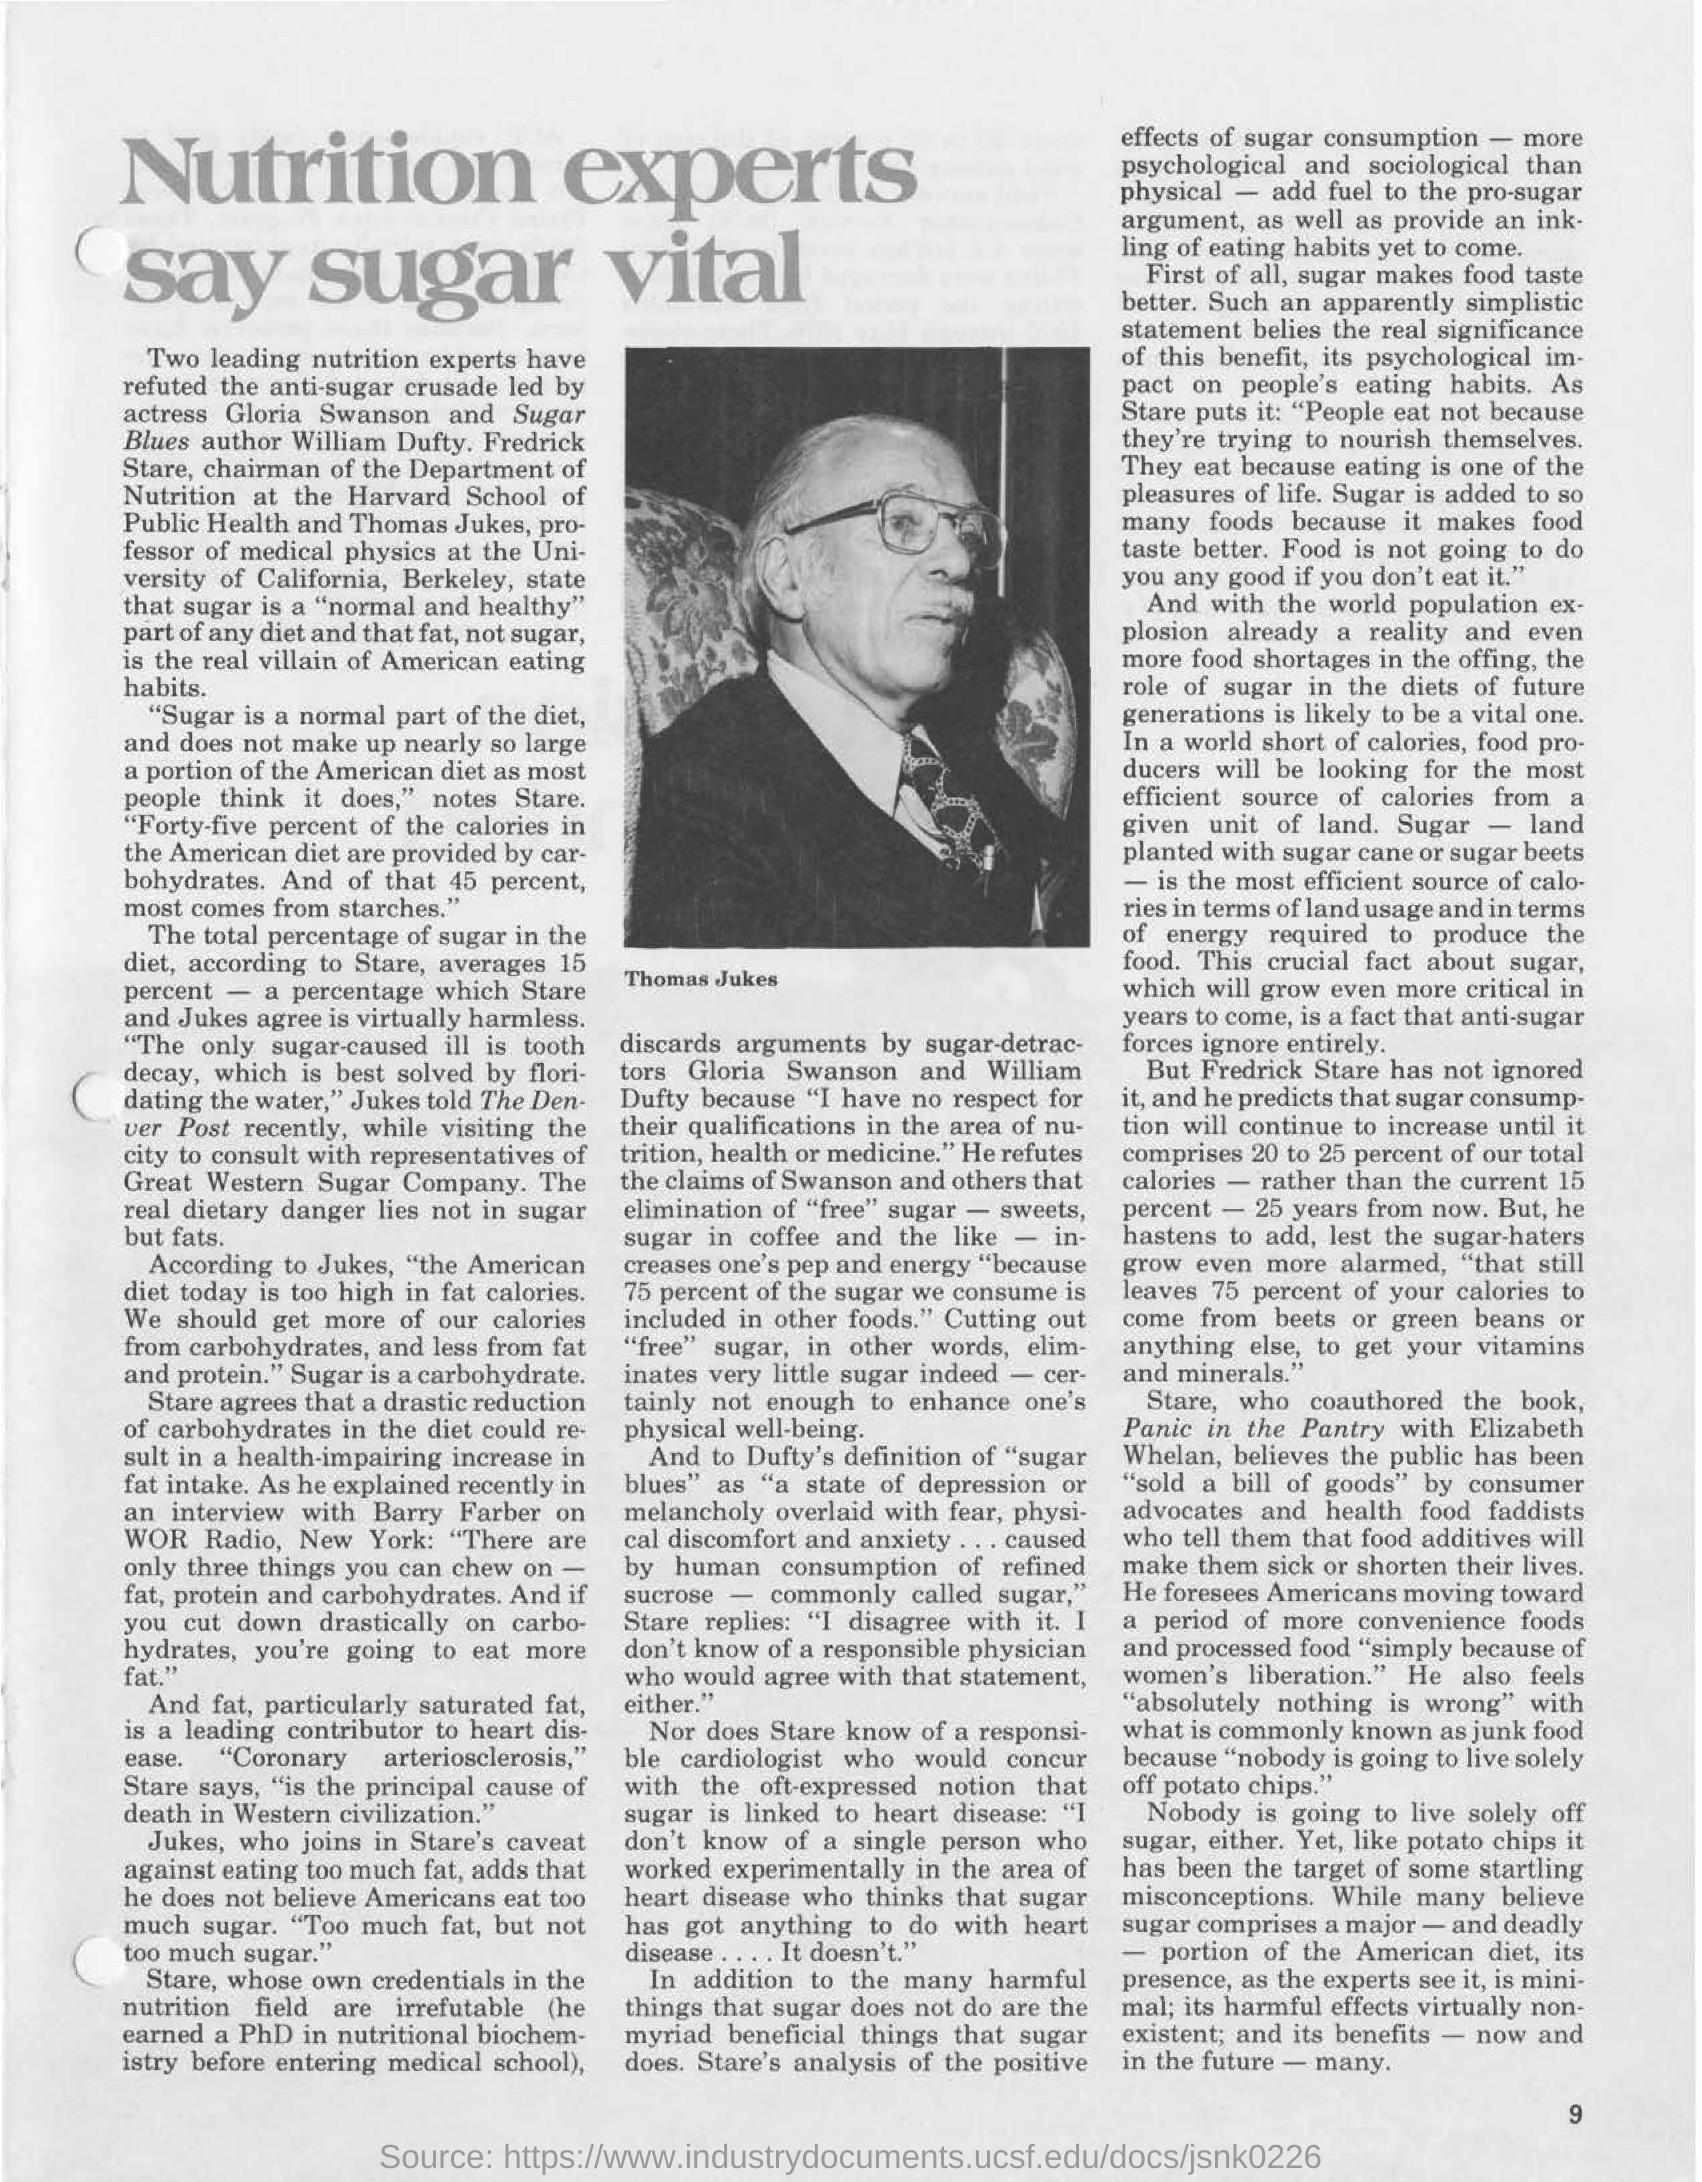 Nutrition experts
say sugar vital
Two leading nutrition experts have
refuted the anti-sugar crusade led by
actress Gloria Swanson and Sugar
Blues author William Dufty. Fredrick
Stare, chairman of the Department of
Nutrition at the Harvard School of
Public Health and Thomas Jukes, pro-
fessor of medical physics at the Uni-
versity of California, Berkeley, state
that sugar is a “normal and healthy”
part of any diet and that fat, not sugar,
is the real villain of American eating
habits.
“Sugar is a normal part of the diet,
and does not make up nearly so large
a portion of the American diet as most
people think it does,” notes Stare.
“Forty-five percent of the calories in
the American diet are provided by car-
bohydrates. And of that 45 percent,
most comes from starches.”
The total percentage of sugar in the
diet, according to Stare, averages 15
percent — a percentage which Stare
and Jukes agree is virtually harmless.
“The only sugar-caused ill is tooth
decay, which is best solved by flori-
dating the water,” Jukes told The Den-
ver Post recently, while visiting the
city to consult with representatives of
Great Western Sugar Company. The
real dietary danger lies not in sugar
but fats.
According to Jukes, “the American
diet today is too high in fat calories.
We should get more of our calories
from carbohydrates, and less from fat
and protein.” Sugar is a carbohydrate.
Stare agrees that a drastic reduction
of carbohydrates in the diet could re-
sult in a health-impairing increase in
fat intake. As he explained recently in
an interview with Barry Farber on
WOR Radio, New York: “There are
only three things you can chew on —
fat, protein and carbohydrates. And if
you cut down drastically on carbo-
hydrates, you’re going to eat more
fat.”
And fat, particularly saturated fat,
is a leading contributor to heart dis-
ease. “Coronary arteriosclerosis,”
Stare says, “is the principal cause of
death in Western civilization.”
Jukes, who joins in Stare’s caveat
against eating too much fat, adds that
he does not believe Americans eat too
much sugar. “Too much fat, but not
too much sugar.”
Stare, whose own credentials in the
nutrition field are irrefutable (he
earned a PhD in nutritional biochem-
istry before entering medical school),
Thomas Jukes
discards arguments by sugar-detrac-
tors Gloria Swanson and William
Dufty because “I have no respect for
their qualifications in the area of nu-
trition, health or medicine.” He refutes
the claims of Swanson and others that
elimination of “free” sugar — sweets,
sugar in coffee and the like — in-
creases one’s pep and energy “because
75 percent of the sugar we consume is
included in other foods.” Cutting out
“free” sugar, in other words, elim-
inates very little sugar indeed — cer-
tainly not enough to enhance one’s
physical well-being.
And to Dufty’s definition of “sugar
blues” as “a state of depression or
melancholy overlaid with fear, physi-
cal discomfort and anxiety . . . caused
by human consumption of refined
sucrose — commonly called sugar,”
Stare replies: “I disagree with it. I
don’t know of a responsible physician
who would agree with that statement,
either.”
Nor does Stare know of a responsi-
ble cardiologist who would concur
with the oft-expressed notion that
sugar is linked to heart disease: “I
don’t know of a single person who
worked experimentally in the area of
heart disease who thinks that sugar
has got anything to do with heart
disease . . . . It doesn’t.”
In addition to the many harmful
things that sugar does not do are the
myriad beneficial things that sugar
does. Stare’s analysis of the positive
effects of sugar consumption — more
psychological and sociological than
physical — add fuel to the pro-sugar
argument, as well as provide an ink-
ling of eating habits yet to come.
First of all, sugar makes food taste
better. Such an apparently simplistic
statement belies the real significance
of this benefit, its psychological im-
pact on people’s eating habits. As
Stare puts it: “People eat not because
they’re trying to nourish themselves.
They eat because eating is one of the
pleasures of life. Sugar is added to so
many foods because it makes food
taste better. Food is not going to do
you any good if you don’t eat it.”
And with the world population ex-
plosion already a reality and even
more food shortages in the offing, the
role of sugar in the diets of future
generations is likely to be a vital one.
In a world short of calories, food pro-
ducers will be looking for the most
efficient source of calories from a
given unit of land. Sugar — land
planted with sugar cane or sugar beets
— is the most efficient source of calo-
ries in terms of land usage and in terms
of energy required to produce the
food. This crucial fact about sugar,
which will grow even more critical in
years to come, is a fact that anti-sugar
forces ignore entirely.
But Fredrick Stare has not ignored
it, and he predicts that sugar consump-
tion will continue to increase until it
comprises 20 to 25 percent of our total
calories — rather than the current 15
percent — 25 years from now. But, he
hastens to add, lest the sugar-haters
grow even more alarmed, “that still
leaves 75 percent of your calories to
come from beets or green beans or
anything else, to get your vitamins
and minerals.”
Stare, who coauthored the book,
Panic in the Pantry with Elizabeth
Whelan, believes the public has been
“sold a bill of goods” by consumer
advocates and health food faddists
who tell them that food additives will
make them sick or shorten their lives.
He foresees Americans moving toward
a period of more convenience foods
and processed food “simply because of
women’s liberation.” He also feels
“absolutely nothing is wrong” with
what is commonly known as junk food
because “nobody is going to live solely
off potato chips.”
Nobody is going to live solely off
sugar, either. Yet, like potato chips it
has been the target of some startling
misconceptions. While many believe
sugar comprises a major — and deadly
— portion of the American diet, its
presence, as the experts see it, is mini-
mal; its harmful effects virtually non-
existent; and its benefits — now and
in the future — many.
9
Source: https://www.industrydocuments.ucsf.edu/docs/jsnk0226